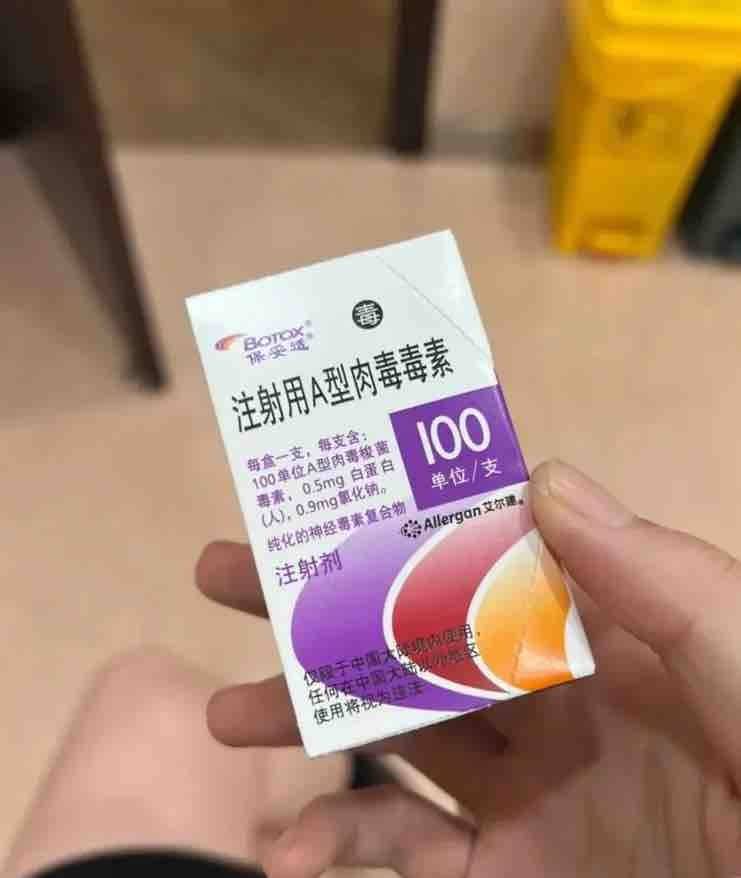 毒
BOTOX®
保妥适®
注射用A型肉毒毒素
每盒一支，每支含：
100单位A型肉毒梭菌
毒素，0.5mg 白蛋白
(人)，0.9mg氯化钠。
纯化的神经毒素复合物
注射剂
100
单位/支
Allergan 艾尔建®
仅限于中国大陆境内使用，
任何在中国大陆以外地区
使用将视为违法